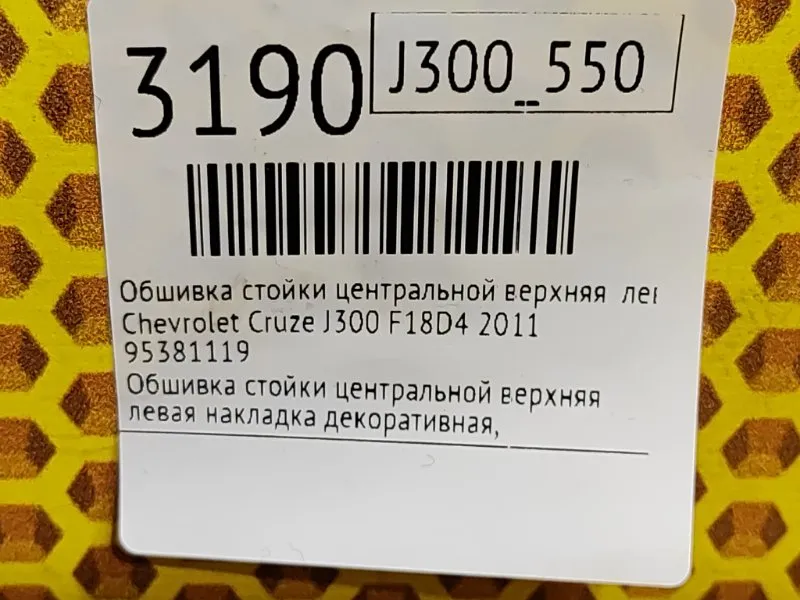 3190
J300_550
Обшивка стойки центральной верхняя
Chevrolet Cruze J300 F18D4 2011
95381119
Обшивка стойки центральной верхняя
левая накладка декоративная,